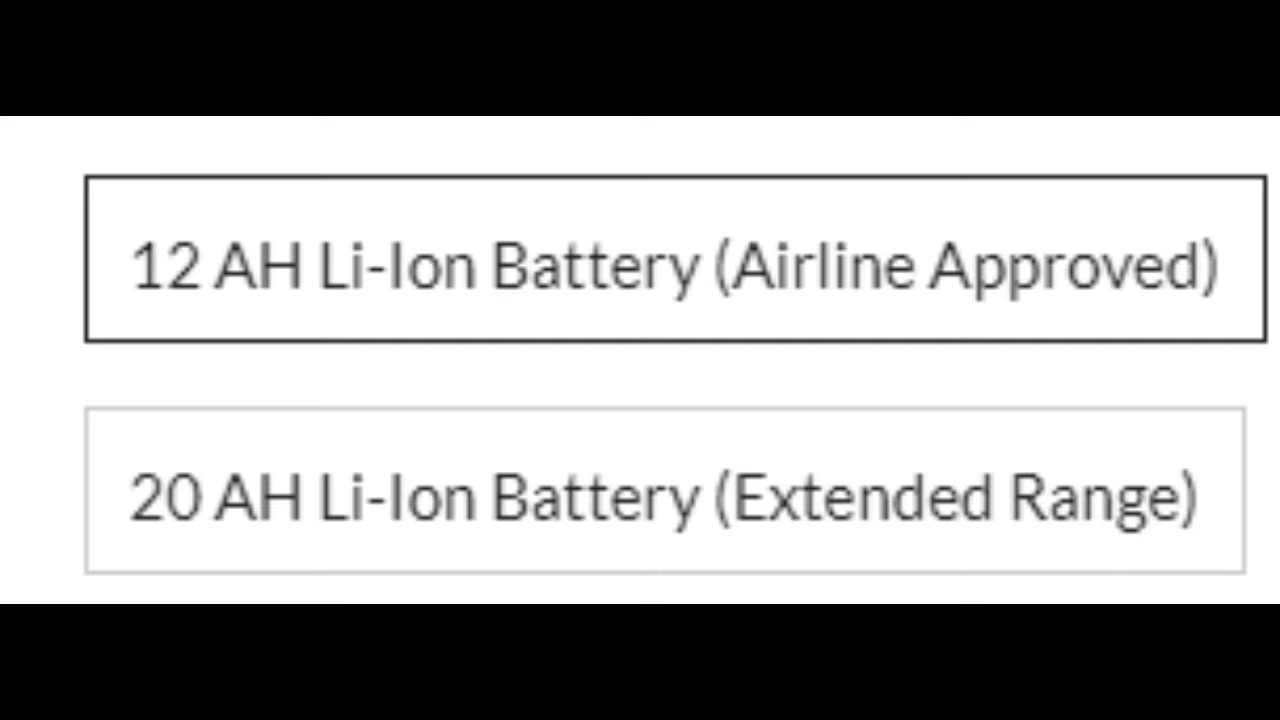 12 AH Li-Ion Battery (Airline Approved)
20 AH Li-Ion Battery (Extended Range)